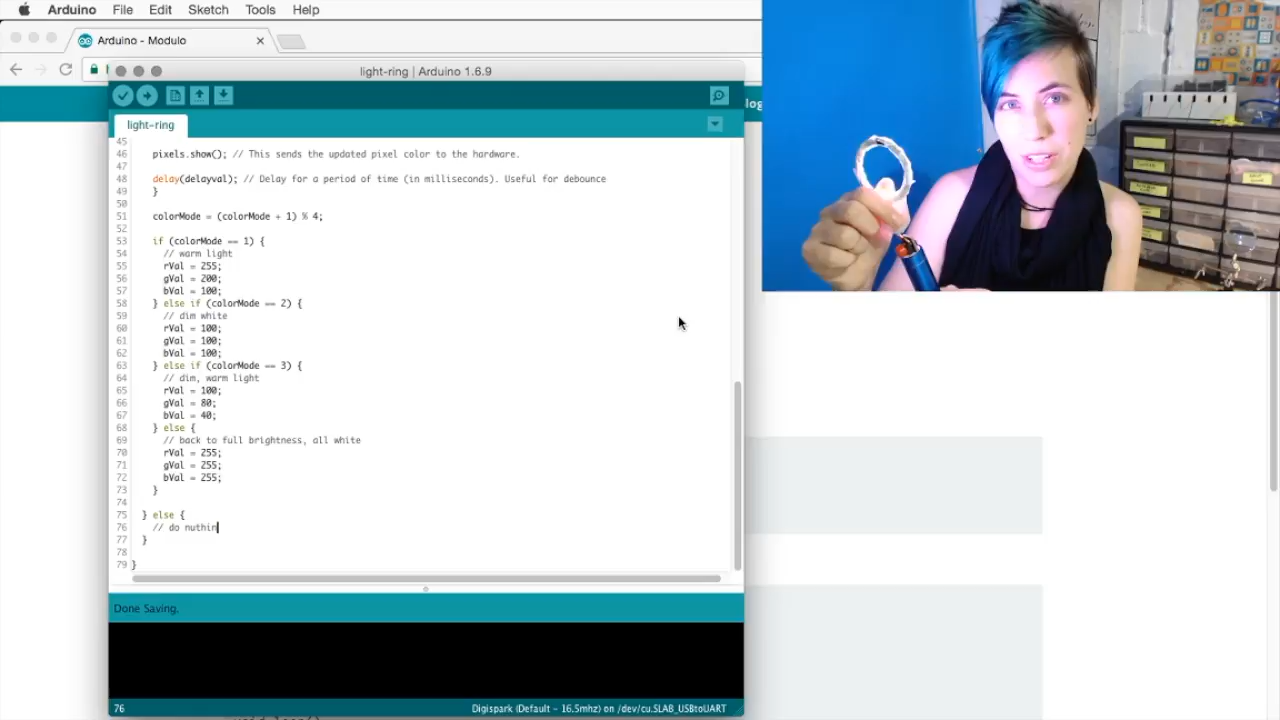 Arduino File Edit Sketch Tools Help
Arduino - Modulo
light-ring | Arduino 1.6.9
log
light-ring
45
46 pixels.show(); // This sends the updated pixel color to the hardware.
47
48 delay(delayval); // Delay for a period of time (in milliseconds). Useful for debounce
49 }
50
51 colorMode = (colorMode + 1) % 4;
52
53 if (colorMode == 1) {
54 // warm light
55 rVal = 255;
56 gVal = 200;
57 bVal = 100;
58 } else if (colorMode == 2) {
59 // dim white
60 rVal = 100;
61 gVal = 100;
62 bVal = 100;
63 } else if (colorMode == 3) {
64 // dim, warm light
65 rVal = 100;
66 gVal = 80;
67 bVal = 40;
68 } else {
69 // back to full brightness, all white
70 rVal = 255;
71 gVal = 255;
72 bVal = 255;
73 }
74
75 } else {
76 // do nuthin
77 }
78
79 }
Done Saving.
76 Digispark (Default - 16.5mhz) on /dev/cu.SLAB_USBtoUART